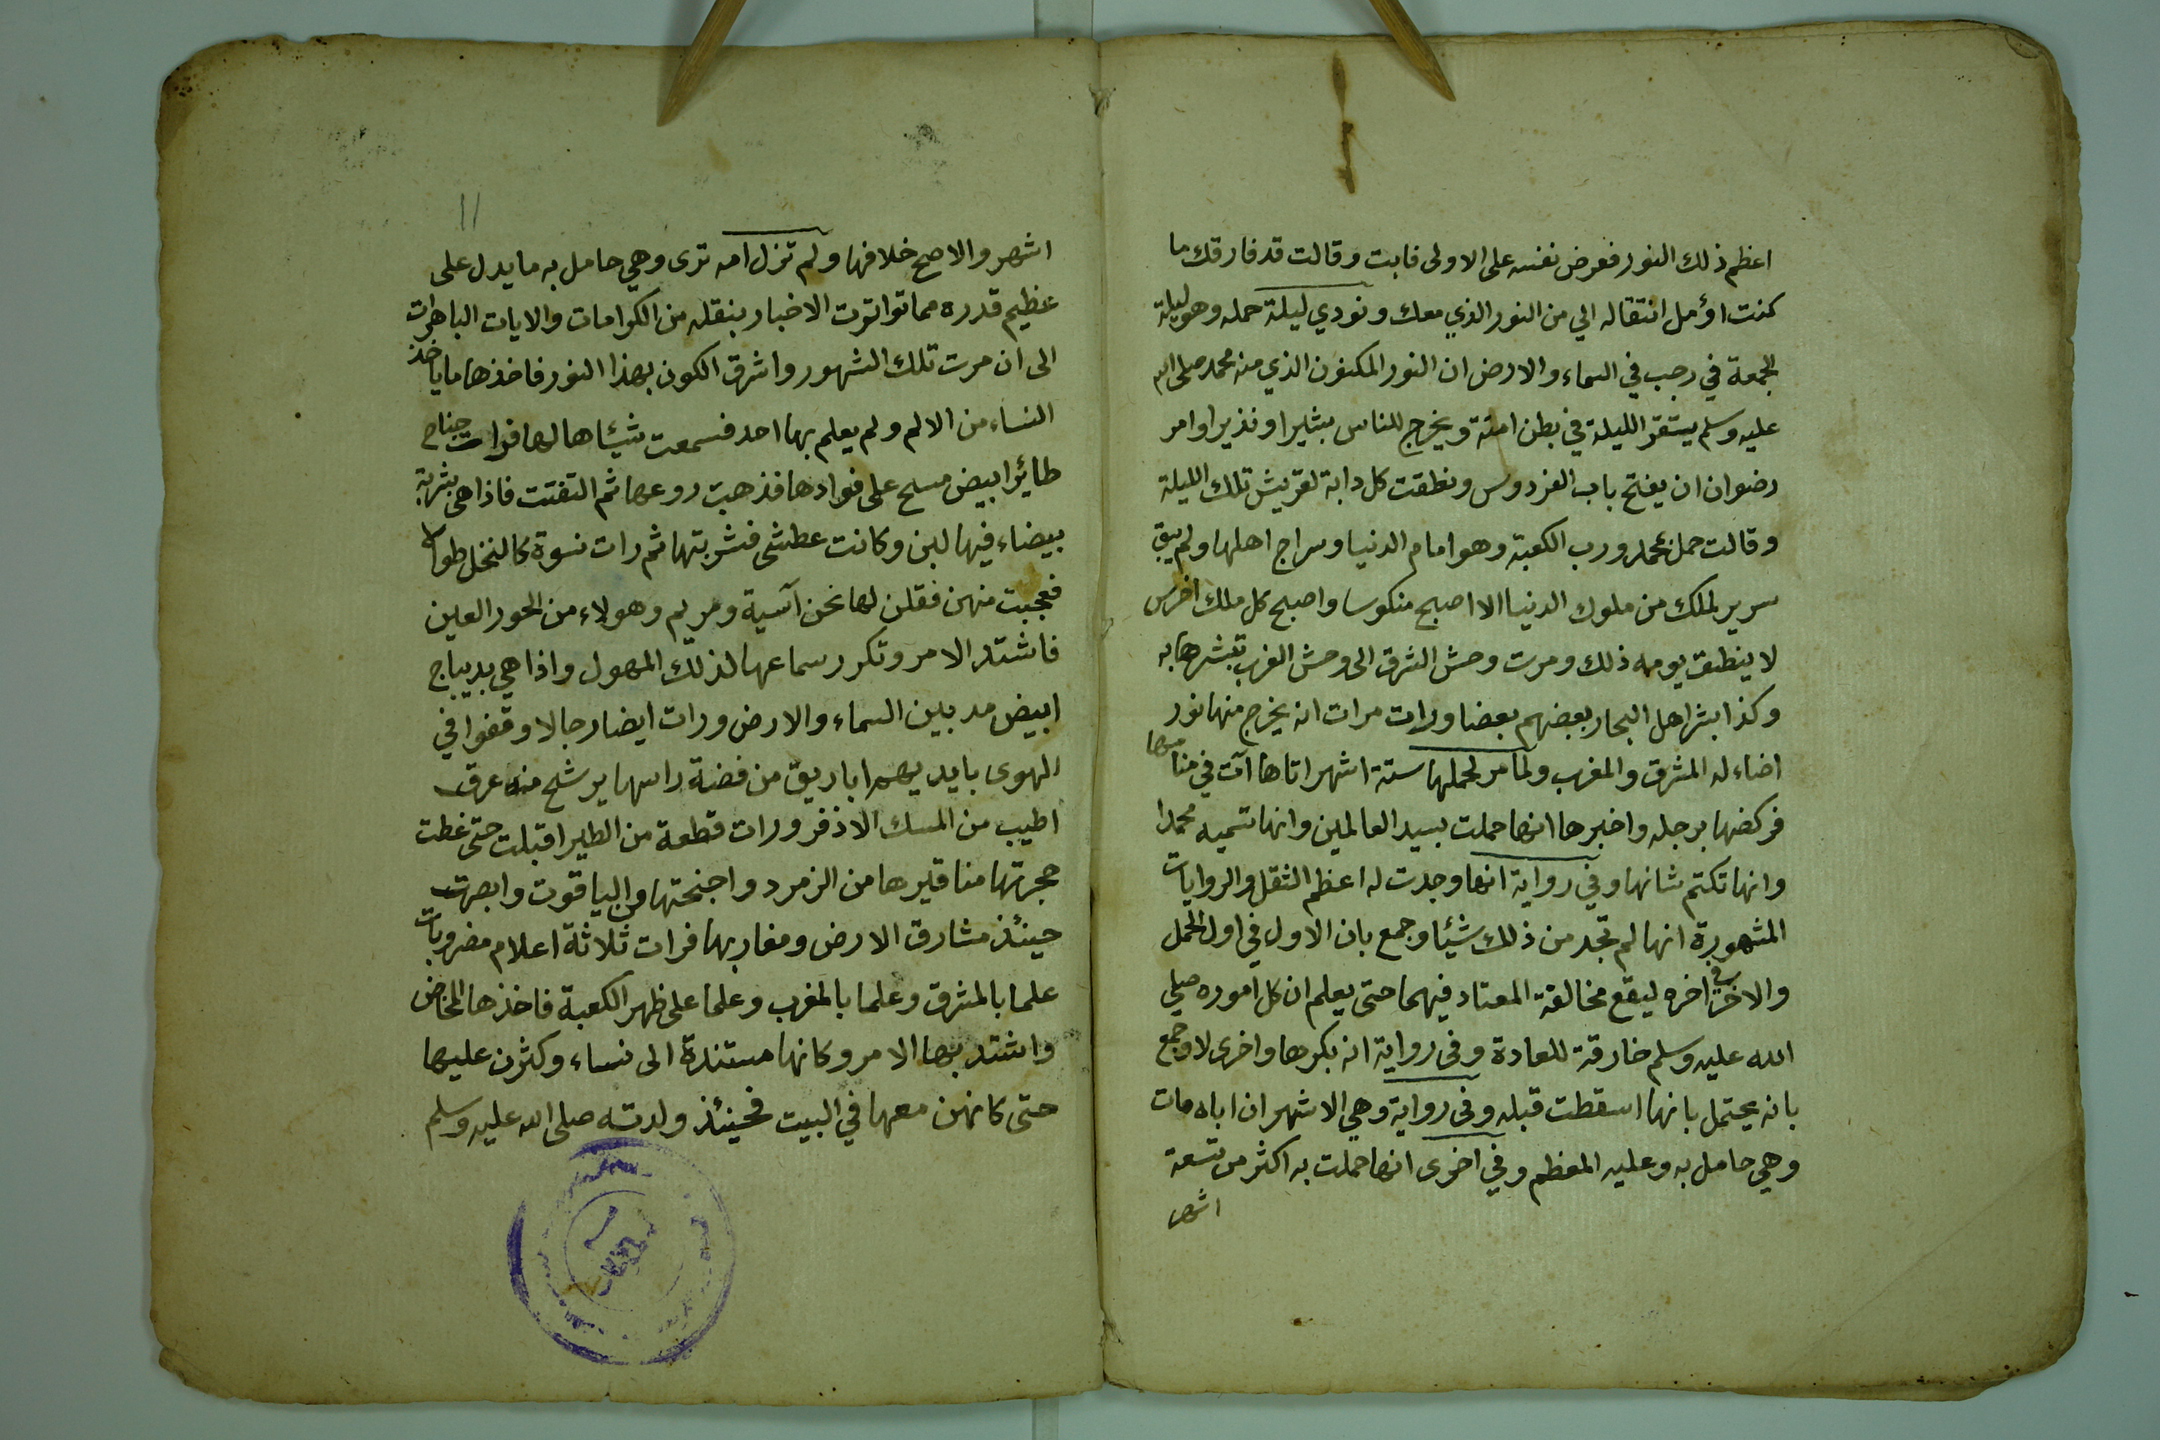 اعظم ذلك النور فعرض نفسه على الاولى فابت وقالت قد فارقك ما
كنت اؤمل انتقاله الي من النور الذي معك ونودي ليلة حمله وهو ليلة
الجمعة في رجب في السماء والارض ان النور المكنون الذي منه محمد صلى الله
عليه وسلم يستقر الليلة في بطن امنة ويخرج للناس بشيرا ونذيرا وامر
رضوان ان يفتح باب الفردوس ونطقت كل دابة لقريش تلك الليلة
وقالت حمل بمحمد ورب الكعبة وهو امام الدنيا وسراج اهلها ولم يبق
سرير لملك من ملوك الدنيا الا اصبح منكوسا واصبح كل ملك اخرس
لا ينطق يومه ذلك ومرت وحش الشرق الى وحش الغرب تبشرها به
وكذا بشر اهل البحار بعضهم بعضا ورات مرات انه يخرج منها نور
اضاء له المشرق والمغرب ولما مر لحملها ستة اشهر اتاها آت في منامها
فركضها برجله واخبرها انها حملت بسيد العالمين وانها تسميه محمدا
وانها تكتم شانها وفي رواية انها وجدت له اعظم الثقل والروايات
المشهورة انها لم تجد من ذلك شيئا وجمع بان الاول في اول الحمل
والاخر في اخره ليقع مخالفة المعتاد فيهما حتى يعلم ان كل اموره صلي
الله عليه وسلم خارقة للعادة وفي رواية انه بكرها واخرى لا وجمع
بانه يحتمل بانها اسقطت قبله وفي رواية وهي الاشهر ان اباه مات
وهي حامل به وعليه المعظم وفي اخرى انها حملت به اكثر من تسعة
اشهر
11
اشهر والاصح خلافها ولم تزل امه ترى وهي حامل به ما يدل على
عظيم قدره مما تواترت الاخبار بنقله من الكرامات والايات الباهرات
الى ان مرت تلك الشهور واشرق الكون بهذا النور فاخذها ما ياخذ
النساء من الالم ولم يعلم بها احد فسمعت شيئا هالها فرات جناح
طائر ابيض مسح على فوادها فذهبت روعها ثم التفتت فاذا هي بشربة
بيضاء فيها لبن وكانت عطشى فشربتها ثم رات نسوة كالنخل طولا
فعجبت منهن فقلن لها نحن آسية ومريم وهولاء من الحور العين
فاشتد الامر وتكرر سماعها لذلك المهول واذا هي بديباج
ابيض مد بين السماء والارض ورات ايضا رجالا وقفوا في
الهوى بايديهم اباريق من فضة راسها يرشح منه عرق
اطيب من المسك الاذفر ورات قطعة من الطير اقبلت حتى غطت
حجرتها مناقيرها من الزمرد واجنحتها من الياقوت وابصرت
حينئذ مشارق الارض ومغاربها فرات ثلاثة اعلام مضروبات
علما بالمشرق وعلما بالمغرب وعلما على ظهر الكعبة فاخذها المخاض
واشتد بها الامر وكانها مستندة الى نساء وكثرن عليها
حتى كانهن معها في البيت فحينئذ ولدته صلى الله عليه وسلم